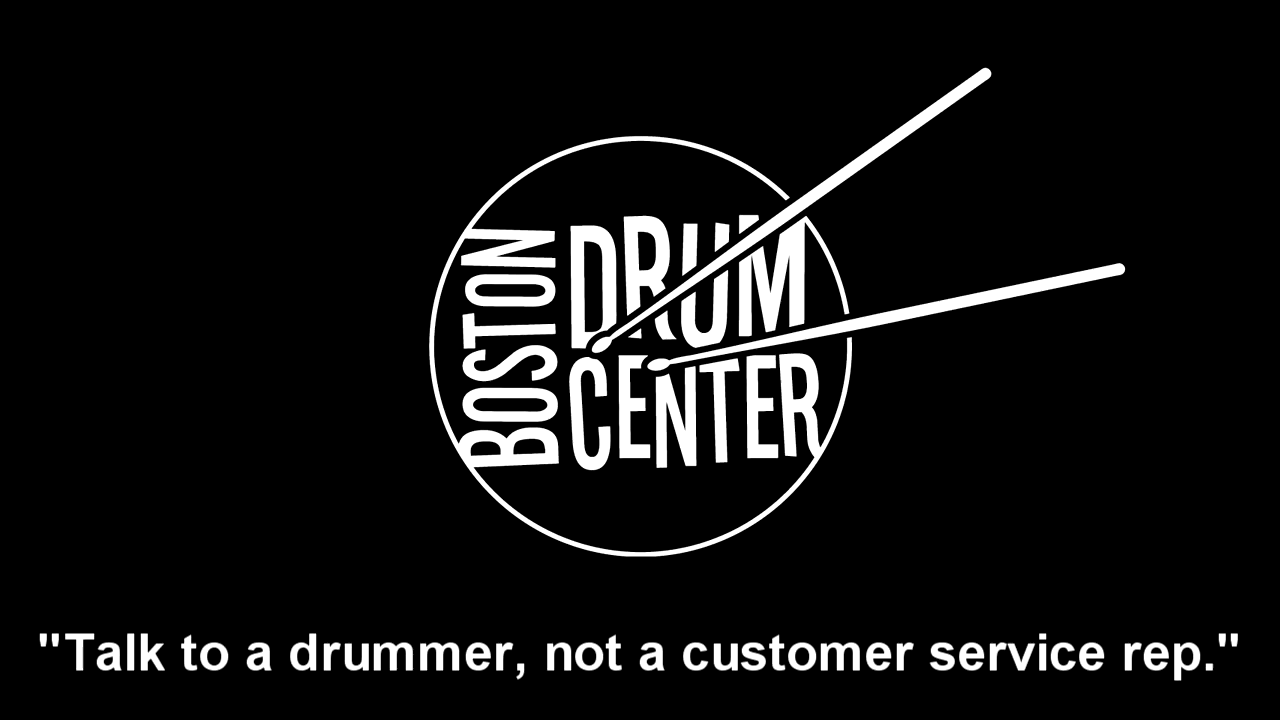 BOSTON
DRUM
CENTER
"Talk to a drummer, not a customer service rep."